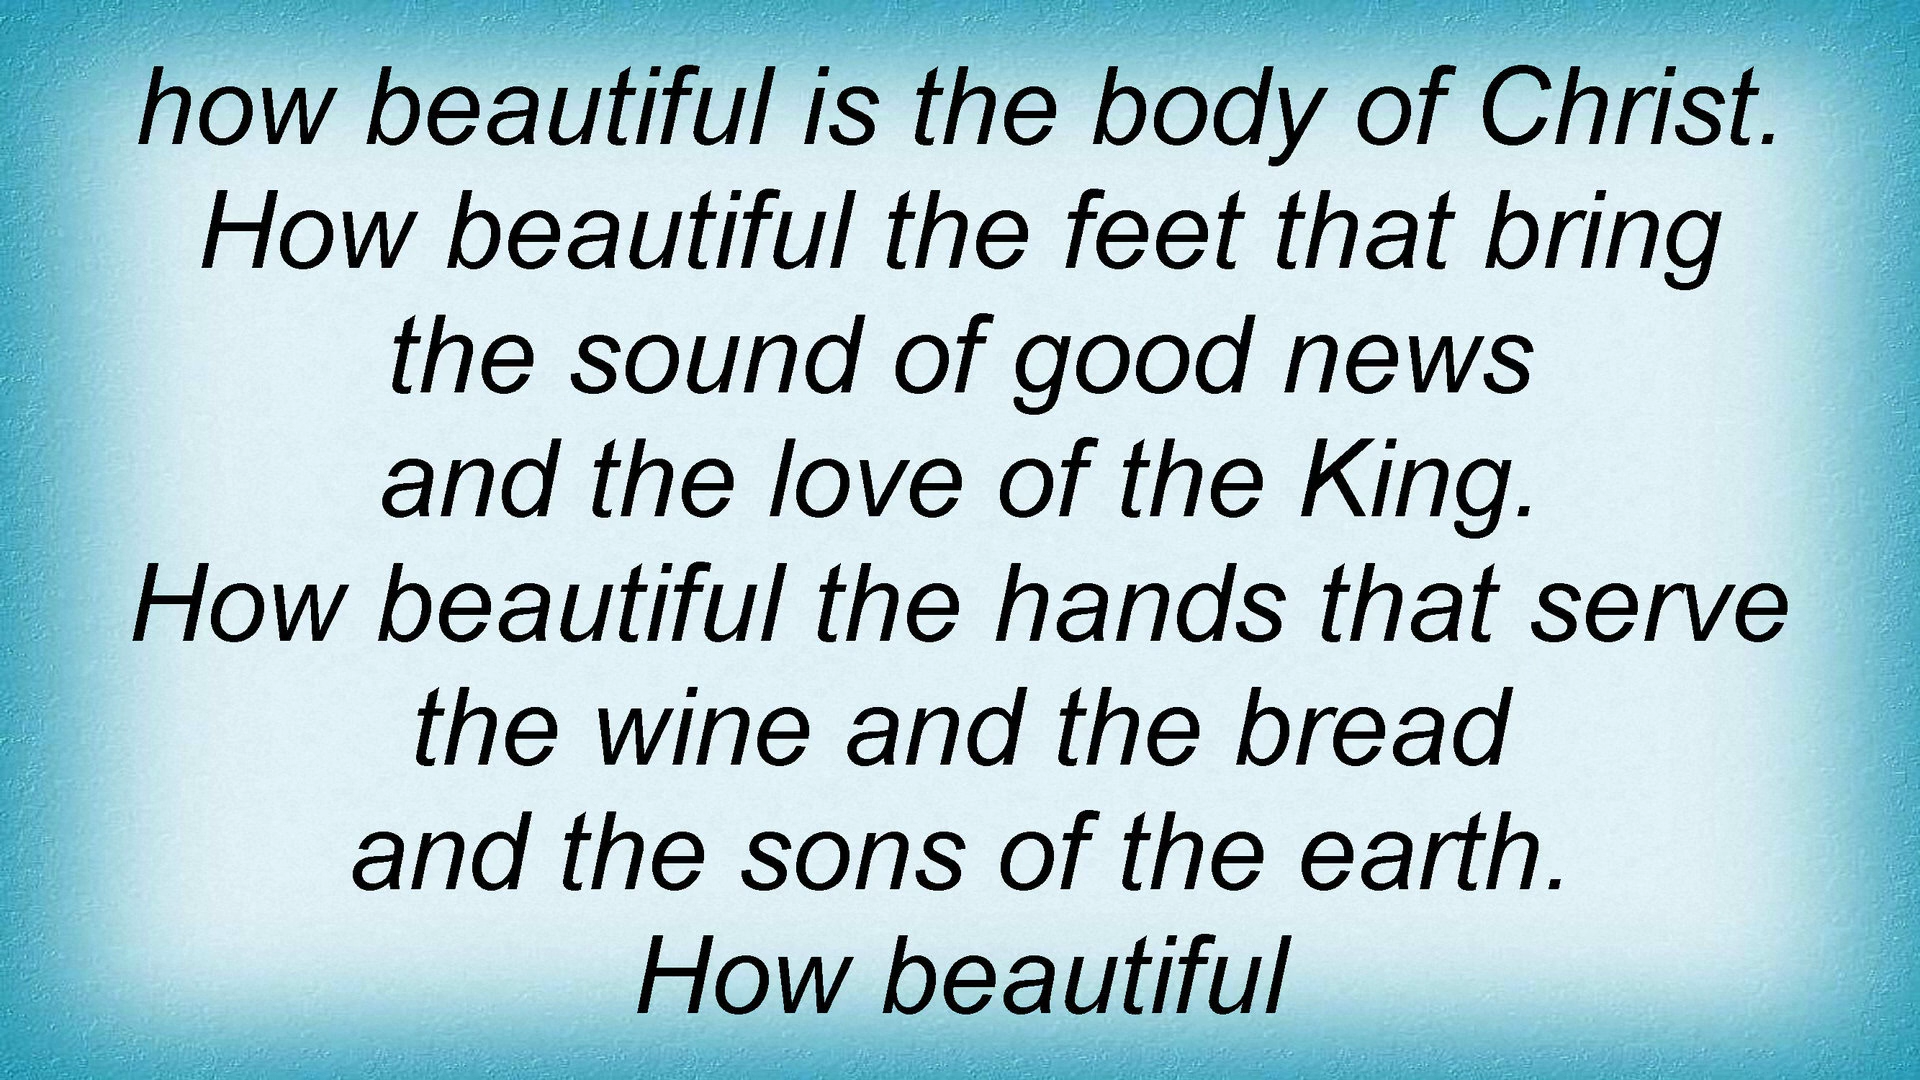 how beautiful is the body of Christ.
How beautiful the feet that bring
the sound of good news
and the love of the King.
How beautiful the hands that serve
the wine and the bread
and the sons of the earth.
How beautiful